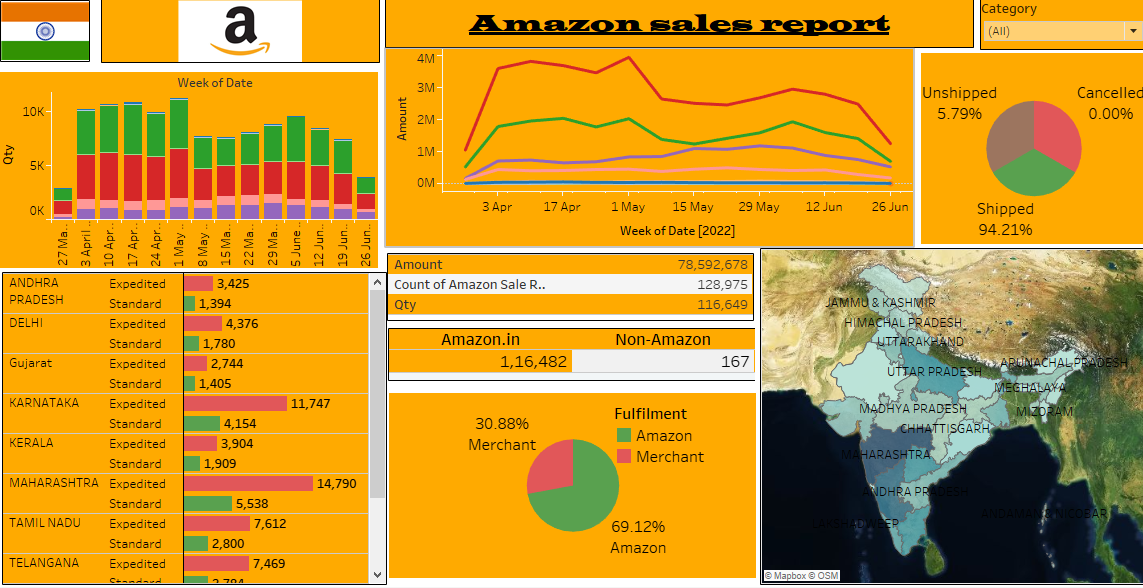 a
Amazon sales report
Category
(All)
Week of Date
Qty
10K
5K
0K
27 Ma..
3 April ..
10 Apr..
17 Apr..
24 Apr..
1 May ..
8 May ..
15 Ma..
22 Ma..
29 Ma..
5 June ..
12 Jun..
19 Jun..
26 Jun..
Amount
4M
3M
2M
1M
0M
3 Apr 17 Apr 1 May 15 May 29 May 12 Jun 26 Jun
Week of Date [2022]
Unshipped
5.79%
Cancelled
0.00%
Shipped
94.21%
ANDHRA PRADESH Expedited 3,425
Standard 1,394
DELHI Expedited 4,376
Standard 1,780
Gujarat Expedited 2,744
Standard 1,405
KARNATAKA Expedited 11,747
Standard 4,154
KERALA Expedited 3,904
Standard 1,909
MAHARASHTRA Expedited 14,790
Standard 5,538
TAMIL NADU Expedited 7,612
Standard 2,800
TELANGANA Expedited 7,469
Amount 78,592,678
Count of Amazon Sale R.. 128,975
Qty 116,649
Amazon.in Non-Amazon
1,16,482 167
30.88%
Merchant
Fulfilment
Amazon
Merchant
69.12%
Amazon
JAMMU & KASHMIR
HIMACHAL PRADESH
UTTARAKHAND
ARUNACHAL PRADESH
UTTAR PRADESH
MEGHALAYA
MADHYA PRADESH
MIZORAM
CHHATTISGARH
MAHARASHTRA
ANDHRA PRADESH
ANDAMAN & NICOBAR
LAKSHADWEEP
© Mapbox © OSM